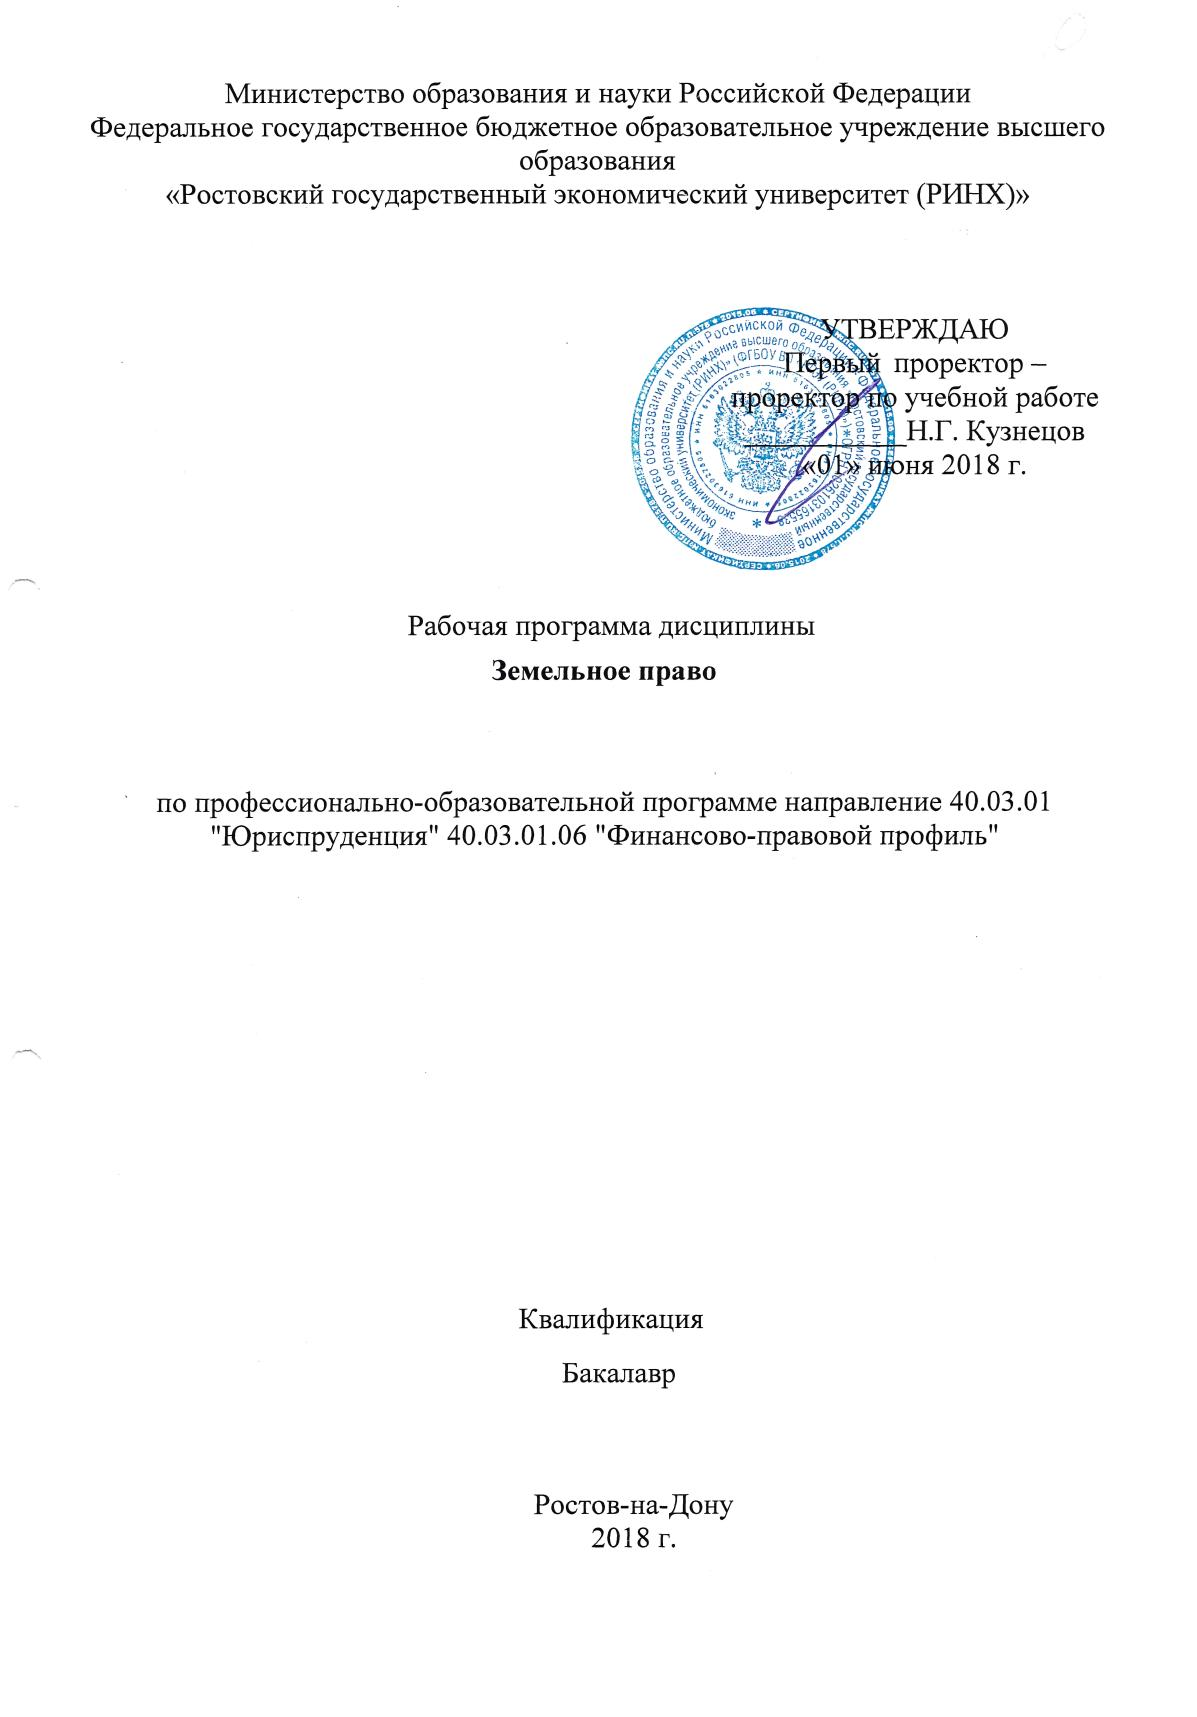 Министерство образования и науки Российской Федерации
Федеральное государственное бюджетное образовательное учреждение высшего
образования
«Ростовский государственный экономический университет (РИНХ)»
УТВЕРЖДАЮ
Первый проректор –
проректор по учебной работе
Н.Г. Кузнецов
«01» июня 2018 г.
Рабочая программа дисциплины
Земельное право
по профессионально-образовательной программе направление 40.03.01
"Юриспруденция" 40.03.01.06 "Финансово-правовой профиль"
Квалификация
Бакалавр
Ростов-на-Дону
2018 г.